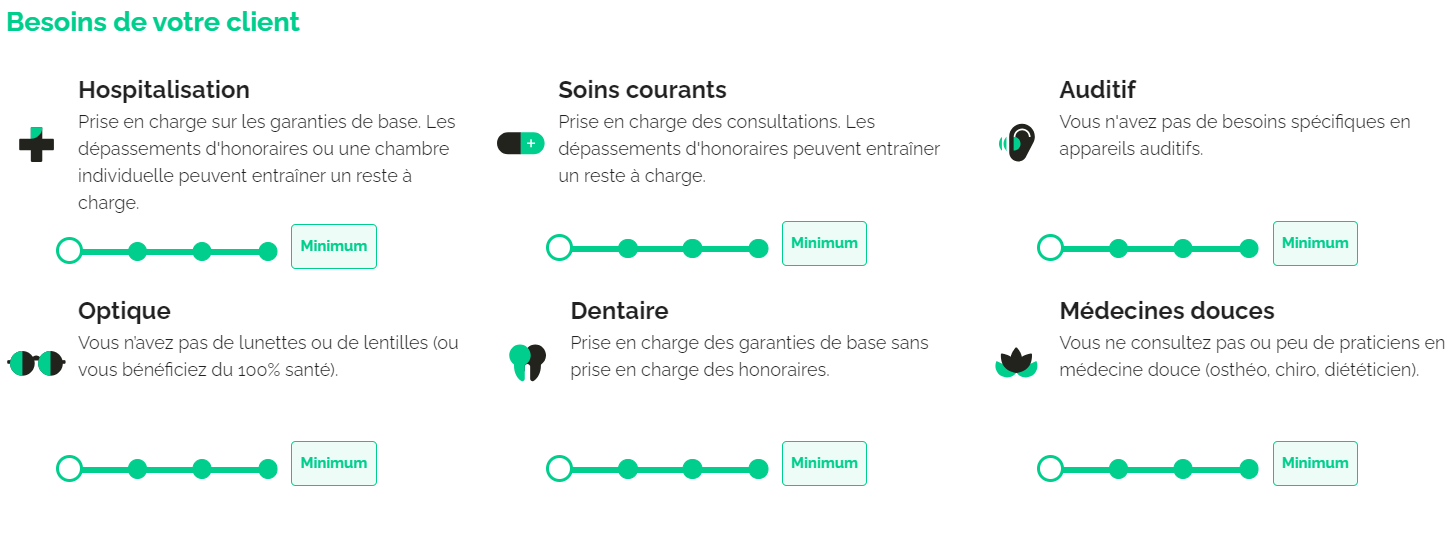 Besoins de votre client
Hospitalisation
Prise en charge sur les garanties de base. Les
dépassements d'honoraires ou une chambre
individuelle peuvent entraîner un reste à
charge.
Minimum
Soins courants
Prise en charge des consultations. Les
dépassements d'honoraires peuvent entraîner
un reste à charge.
Minimum
Auditif
Vous n'avez pas de besoins spécifiques en
appareils auditifs.
Minimum
Optique
Vous n'avez pas de lunettes ou de lentilles (ou
vous bénéficiez du 100% santé).
Minimum
Dentaire
Prise en charge des garanties de base sans
prise en charge des honoraires.
Minimum
Médecines douces
Vous ne consultez pas ou peu de praticiens en
médecine douce (osthéo, chiro, diététicien).
Minimum